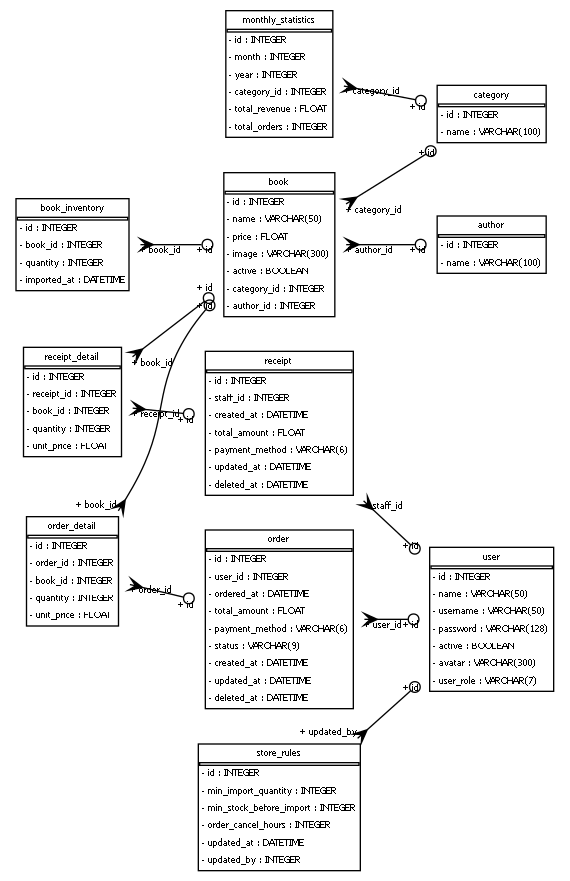 monthly_statistics
- id : INTEGER
- month : INTEGER
- year : INTEGER
- category_id : INTEGER
- total_revenue : FLOAT
- total_orders : INTEGER
+ category_id
+ id
category
- id : INTEGER
- name : VARCHAR(100)
+ id
+ category_id
book
- id : INTEGER
- name : VARCHAR(50)
- price : FLOAT
- image : VARCHAR(300)
- active : BOOLEAN
- category_id : INTEGER
- author_id : INTEGER
book_inventory
- id : INTEGER
- book_id : INTEGER
- quantity : INTEGER
- imported_at : DATETIME
+ book_id
+ id
+ author_id
+ id
author
- id : INTEGER
- name : VARCHAR(100)
+ id
+ id
+ book_id
receipt_detail
- id : INTEGER
- receipt_id : INTEGER
- book_id : INTEGER
- quantity : INTEGER
- unit_price : FLOAT
+ receipt_id
+ id
receipt
- id : INTEGER
- staff_id : INTEGER
- created_at : DATETIME
- total_amount : FLOAT
- payment_method : VARCHAR(6)
- updated_at : DATETIME
- deleted_at : DATETIME
+ staff_id
+ id
+ book_id
order_detail
- id : INTEGER
- order_id : INTEGER
- book_id : INTEGER
- quantity : INTEGER
- unit_price : FLOAT
+ order_id
+ id
order
- id : INTEGER
- user_id : INTEGER
- ordered_at : DATETIME
- total_amount : FLOAT
- payment_method : VARCHAR(6)
- status : VARCHAR(9)
- created_at : DATETIME
- updated_at : DATETIME
- deleted_at : DATETIME
+ user_id
+ id
user
- id : INTEGER
- name : VARCHAR(50)
- username : VARCHAR(50)
- password : VARCHAR(128)
- active : BOOLEAN
- avatar : VARCHAR(300)
- user_role : VARCHAR(7)
+ id
+ updated_by
store_rules
- id : INTEGER
- min_import_quantity : INTEGER
- min_stock_before_import : INTEGER
- order_cancel_hours : INTEGER
- updated_at : DATETIME
- updated_by : INTEGER